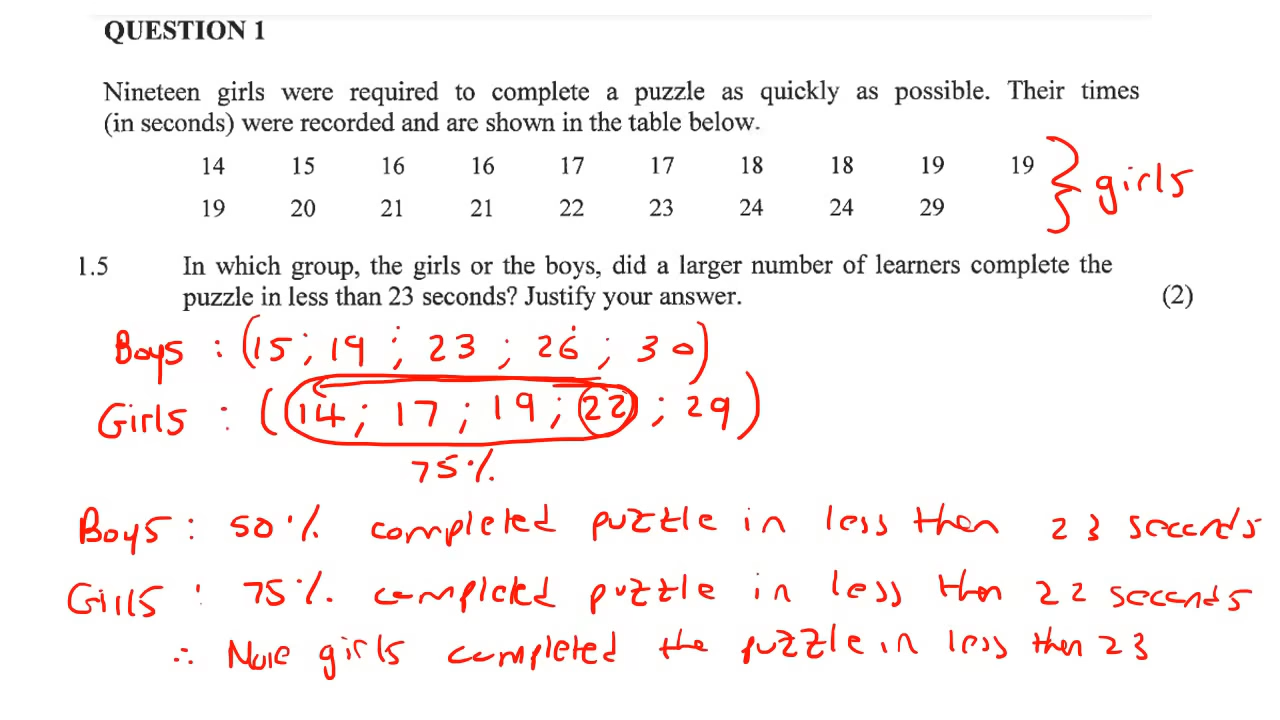 QUESTION 1
Nineteen girls were required to complete a puzzle as quickly as possible. Their times
(in seconds) were recorded and are shown in the table below.
14 15 16 16 17 17 18 18 19 19
19 20 21 21 22 23 24 24 29
girls
1.5 In which group, the girls or the boys, did a larger number of learners complete the
puzzle in less than 23 seconds? Justify your answer. (2)
Boys : (15 ; 19 ; 23 ; 26 ; 30)
Girls : (14 ; 17 ; 19 ; 22 ; 29)
75%
Boys : 50% completed puzzle in less then 23 seconds
Girls : 75% completed puzzle in less then 22 seconds
∴ More girls completed the puzzle in less then 23